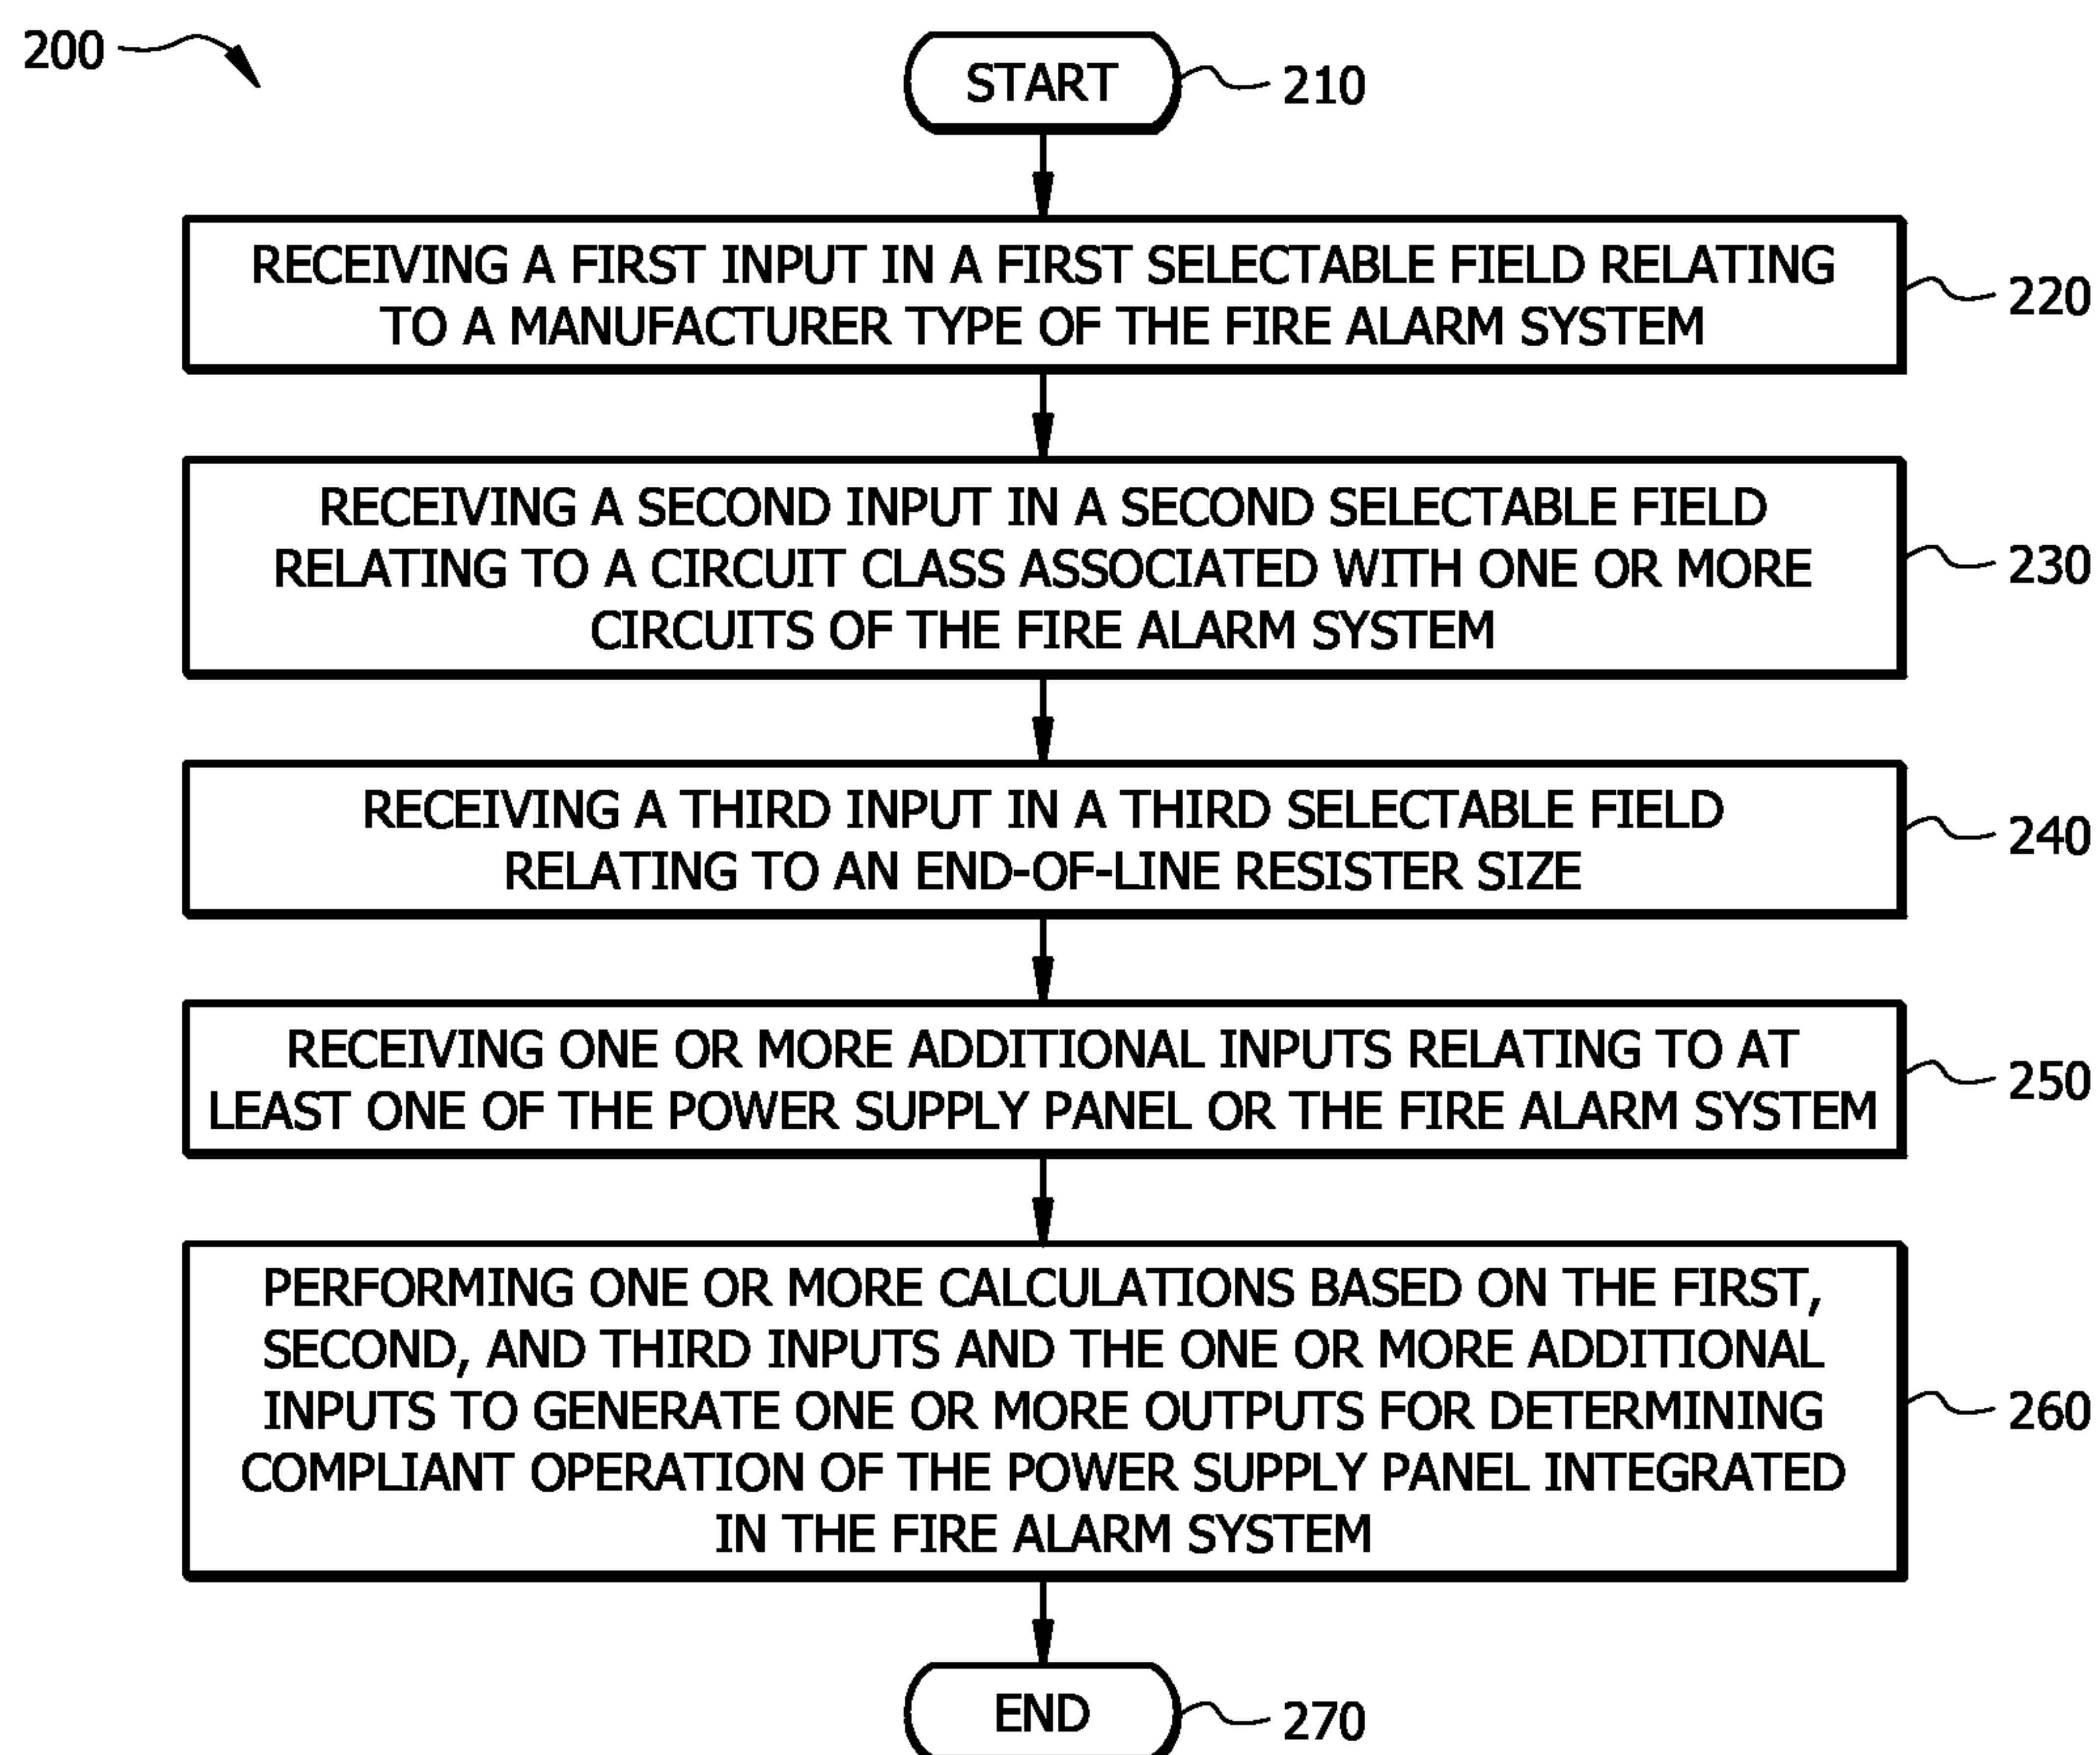 200
START
210
RECEIVING A FIRST INPUT IN A FIRST SELECTABLE FIELD RELATING
TO A MANUFACTURER TYPE OF THE FIRE ALARM SYSTEM
220
RECEIVING A SECOND INPUT IN A SECOND SELECTABLE FIELD
RELATING TO A CIRCUIT CLASS ASSOCIATED WITH ONE OR MORE
CIRCUITS OF THE FIRE ALARM SYSTEM
230
RECEIVING A THIRD INPUT IN A THIRD SELECTABLE FIELD
RELATING TO AN END-OF-LINE RESISTER SIZE
240
RECEIVING ONE OR MORE ADDITIONAL INPUTS RELATING TO AT
LEAST ONE OF THE POWER SUPPLY PANEL OR THE FIRE ALARM SYSTEM
250
PERFORMING ONE OR MORE CALCULATIONS BASED ON THE FIRST,
SECOND, AND THIRD INPUTS AND THE ONE OR MORE ADDITIONAL
INPUTS TO GENERATE ONE OR MORE OUTPUTS FOR DETERMINING
COMPLIANT OPERATION OF THE POWER SUPPLY PANEL INTEGRATED
IN THE FIRE ALARM SYSTEM
260
END
270